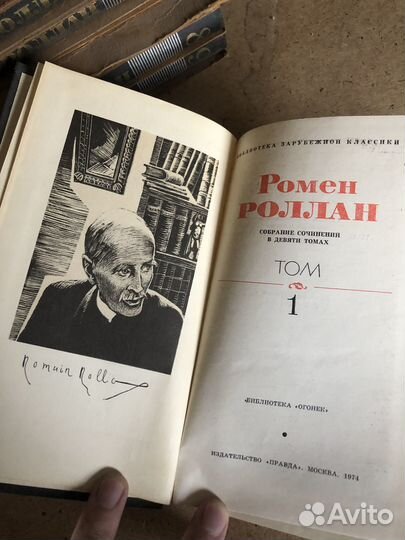 Romain Rolland
БИБЛИОТЕКА ЗАРУБЕЖНОЙ КЛАССИКИ
Ромен
РОЛЛАН
СОБРАНИЕ СОЧИНЕНИЙ
В ДЕВЯТИ ТОМАХ
ТОМ
1
БИБЛИОТЕКА «ОГОНЕК»
ИЗДАТЕЛЬСТВО «ПРАВДА». МОСКВА. 1974
Avito